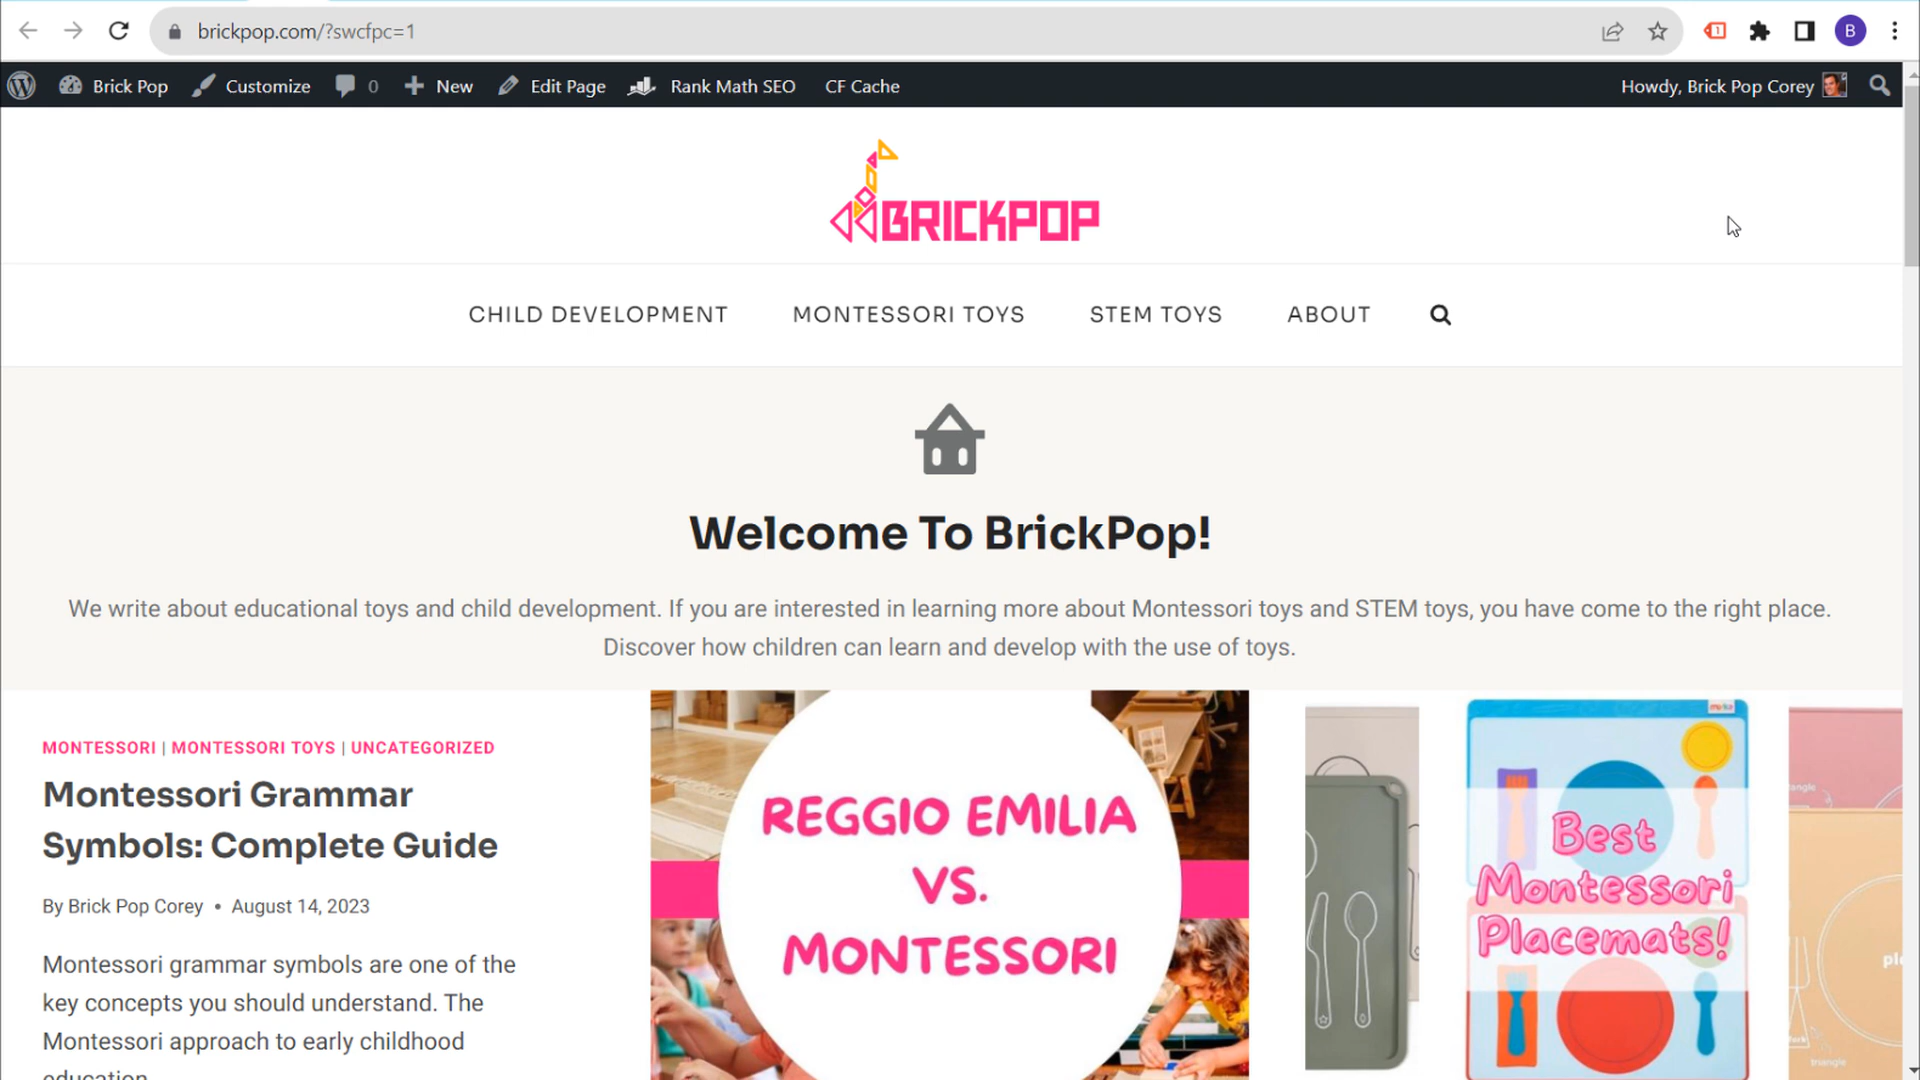 brickpop.com/?swcfpc=1
1
B
Brick Pop
Customize
0
New
Edit Page
Rank Math SEO
CF Cache
Howdy, Brick Pop Corey
BRICKPOP
CHILD DEVELOPMENT
MONTESSORI TOYS
STEM TOYS
ABOUT
Welcome To BrickPop!
We write about educational toys and child development. If you are interested in learning more about Montessori toys and STEM toys, you have come to the right place.
Discover how children can learn and develop with the use of toys.
MONTESSORI | MONTESSORI TOYS | UNCATEGORIZED
Montessori Grammar
Symbols: Complete Guide
By Brick Pop Corey • August 14, 2023
Montessori grammar symbols are one of the
key concepts you should understand. The
Montessori approach to early childhood
education
REGGIO EMILIA
VS.
MONTESSORI
Best
Montessori
Placemats!
triangle